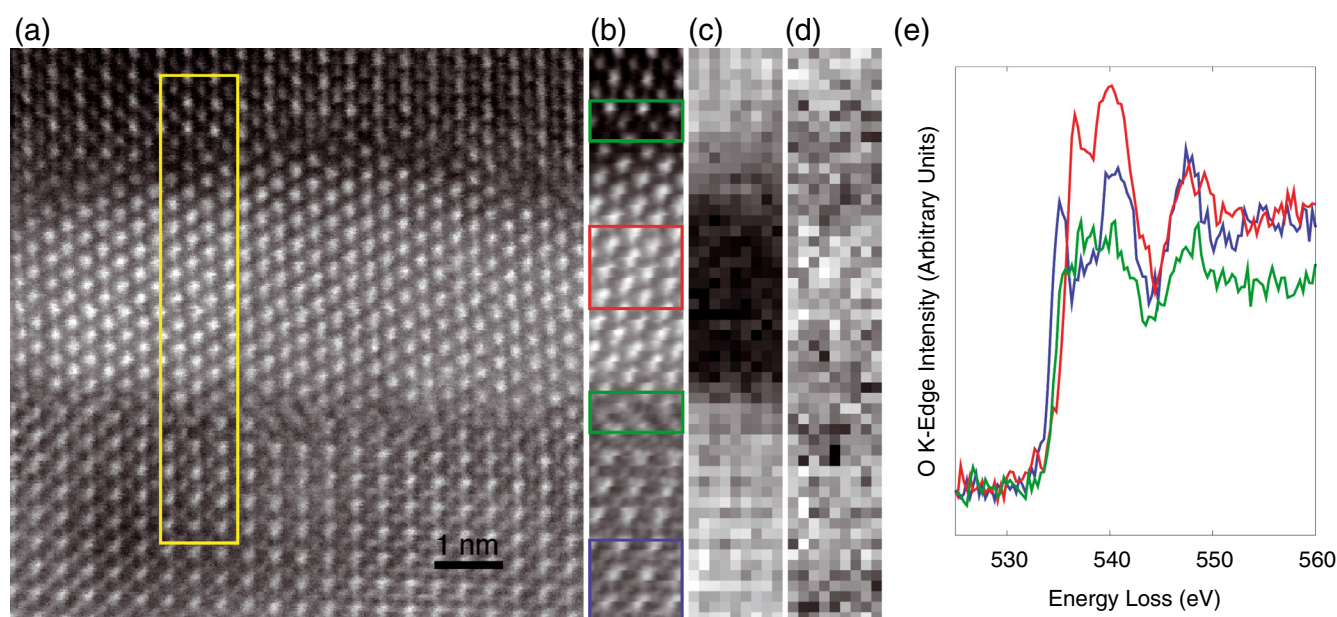 (a)
(b)
(c)
(d)
(e)
1 nm
O K-Edge Intensity (Arbitrary Units)
530
540
550
560
Energy Loss (eV)